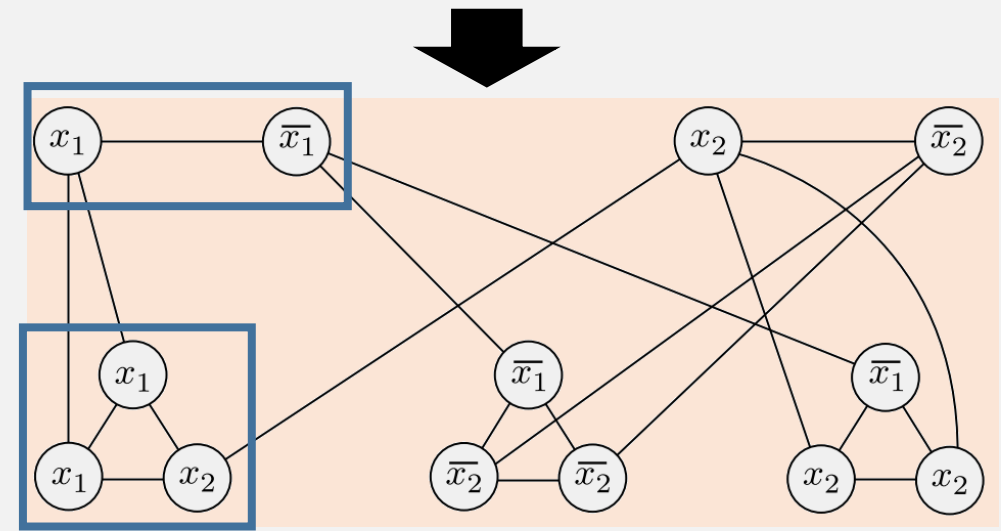 x₁ x̅₁ x₂ x̅₂
x₁ x̅₁ x̅₁
x₁ x₂ x̅₂ x̅₂ x₂ x₂